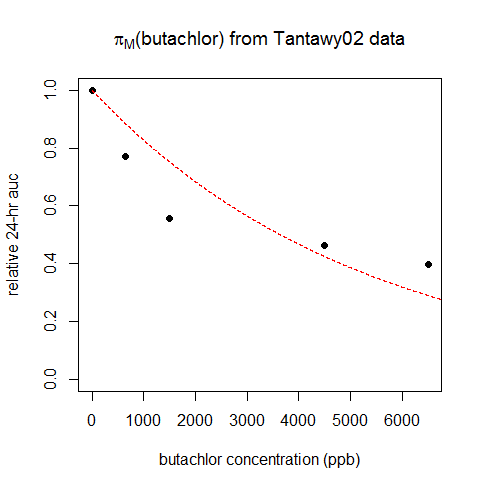 πM(butachlor) from Tantawy02 data
relative 24-hr auc
1.0
0.8
0.6
0.4
0.2
0.0
0 1000 2000 3000 4000 5000 6000
butachlor concentration (ppb)